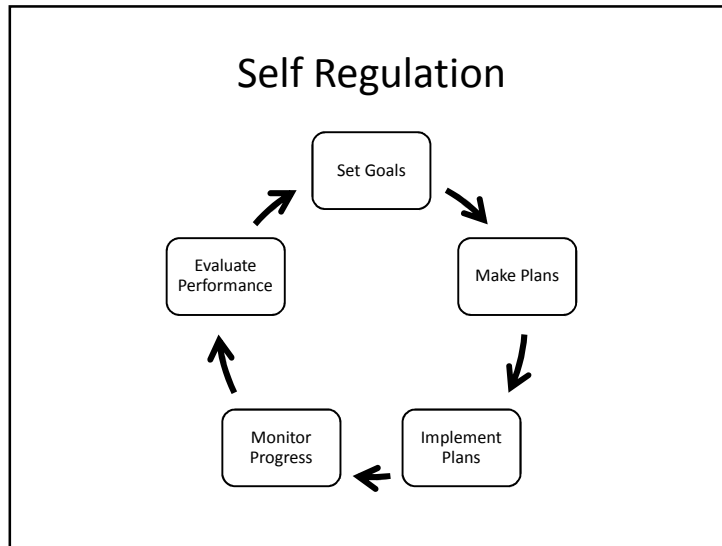 Self Regulation
Set Goals
Make Plans
Implement
Plans
Monitor
Progress
Evaluate
Performance